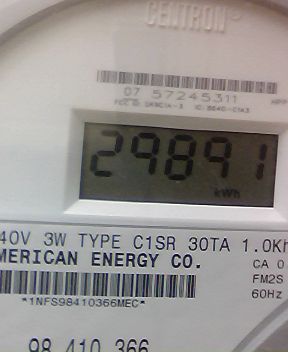 CENTRON
07 57245311
29891
kWh
40V 3W TYPE C1SR 30TA 1.0Kh
MERICAN ENERGY CO.
CA 0
FM2S
*1NFS98410366MEC*
60Hz
98 410 366